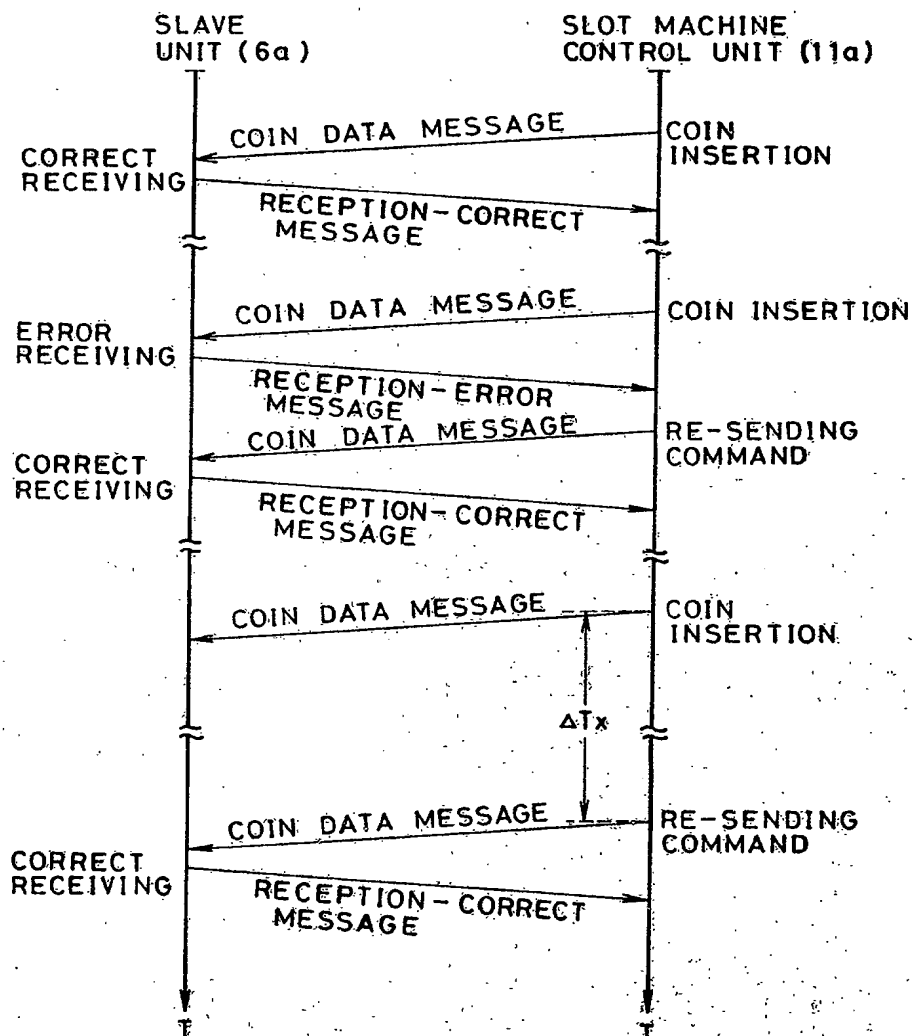 SLAVE
UNIT (6a)
SLOT MACHINE
CONTROL UNIT (11a)
T
T
COIN DATA MESSAGE
COIN
INSERTION
CORRECT
RECEIVING
RECEPTION-CORRECT
MESSAGE
COIN DATA MESSAGE
COIN INSERTION
ERROR
RECEIVING
RECEPTION-ERROR
MESSAGE
COIN DATA MESSAGE
RE-SENDING
COMMAND
CORRECT
RECEIVING
RECEPTION-CORRECT
MESSAGE
COIN DATA MESSAGE
COIN
INSERTION
ΔTx
COIN DATA MESSAGE
RE-SENDING
COMMAND
CORRECT
RECEIVING
RECEPTION-CORRECT
MESSAGE
T
T